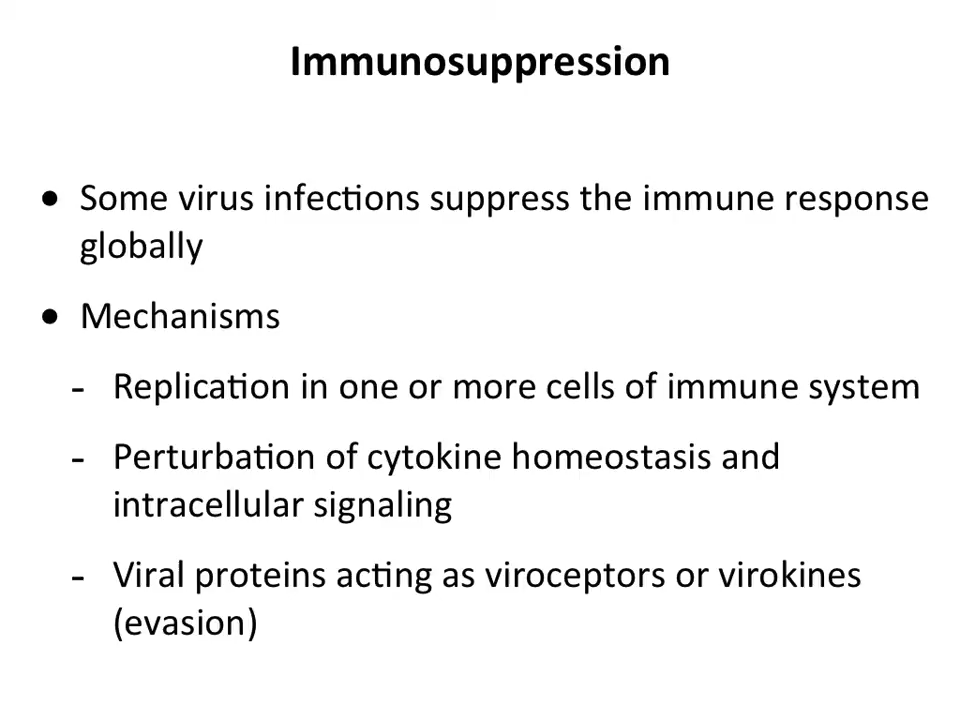 Immunosuppression
• Some virus infections suppress the immune response
globally
• Mechanisms
- Replication in one or more cells of immune system
- Perturbation of cytokine homeostasis and
intracellular signaling
- Viral proteins acting as viroceptors or virokines
(evasion)